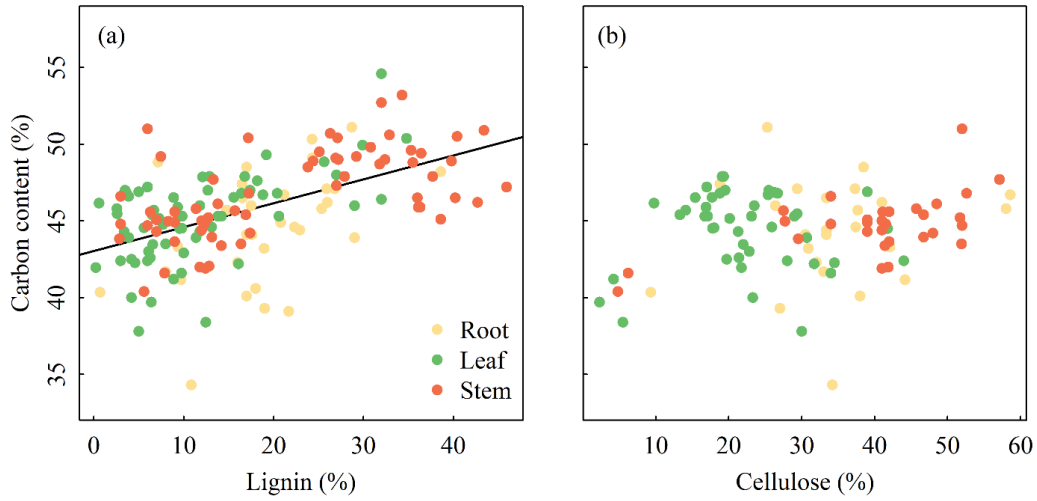 (a)
(b)
Carbon content (%)
55
50
45
40
35
Root
Leaf
Stem
0 10 20 30 40
10 20 30 40 50 60
Lignin (%)
Cellulose (%)